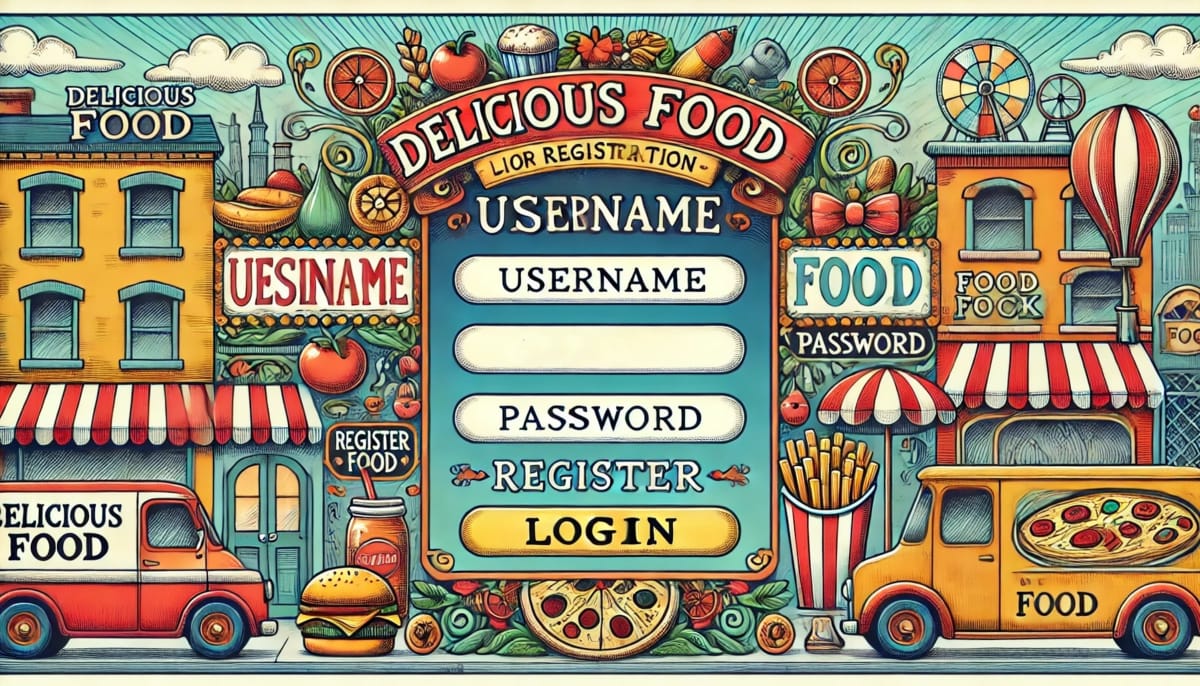 DELICIOUS
FOOD
DELICIOUS FOOD
LIOR REGISTRATION
USERNAME
UESINAME
USERNAME
FOOD
FOOD
FOCK
PASSWORD
PASSWORD
REGISTER
FOOD
REGISTER
LOGIN
DELICIOUS
FOOD
FOOD